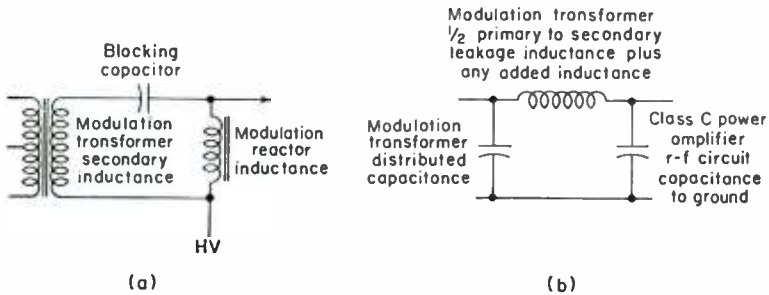 Blocking
capacitor
Modulation
transformer
secondary
inductance
Modulation
reactor
inductance
HV
(a)
Modulation transformer
1/2 primary to secondary
leakage inductance plus
any added inductance
Modulation
transformer
distributed
capacitance
Class C power
amplifier
r-f circuit
capacitance
to ground
(b)